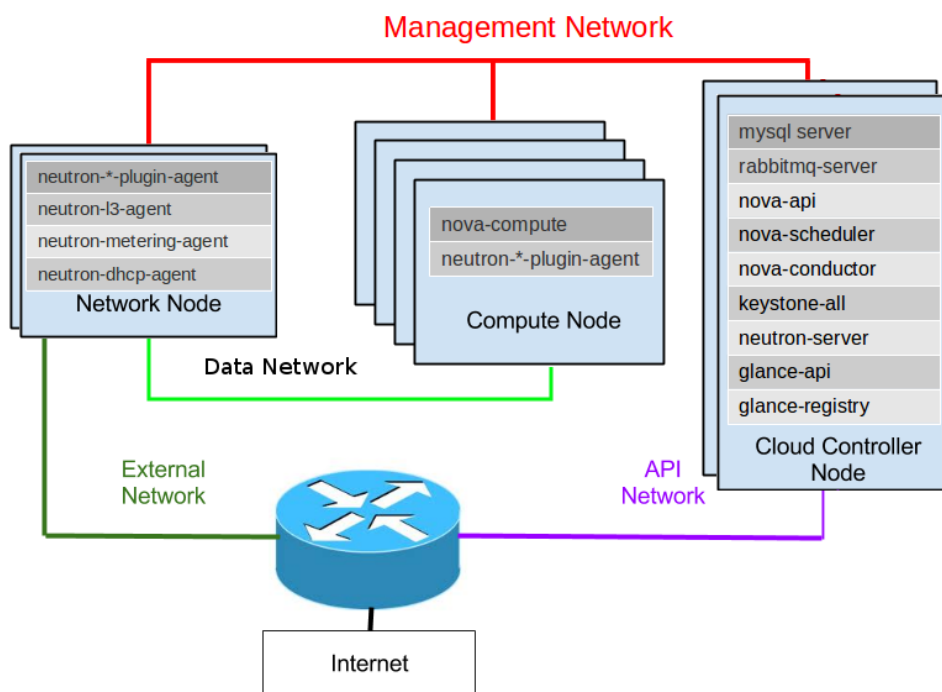 Management Network
neutron-*-plugin-agent
neutron-l3-agent
neutron-metering-agent
neutron-dhcp-agent
Network Node
nova-compute
neutron-*-plugin-agent
Compute Node
mysql server
rabbitmq-server
nova-api
nova-scheduler
nova-conductor
keystone-all
neutron-server
glance-api
glance-registry
Cloud Controller
Node
Data Network
External
Network
API
Network
Internet